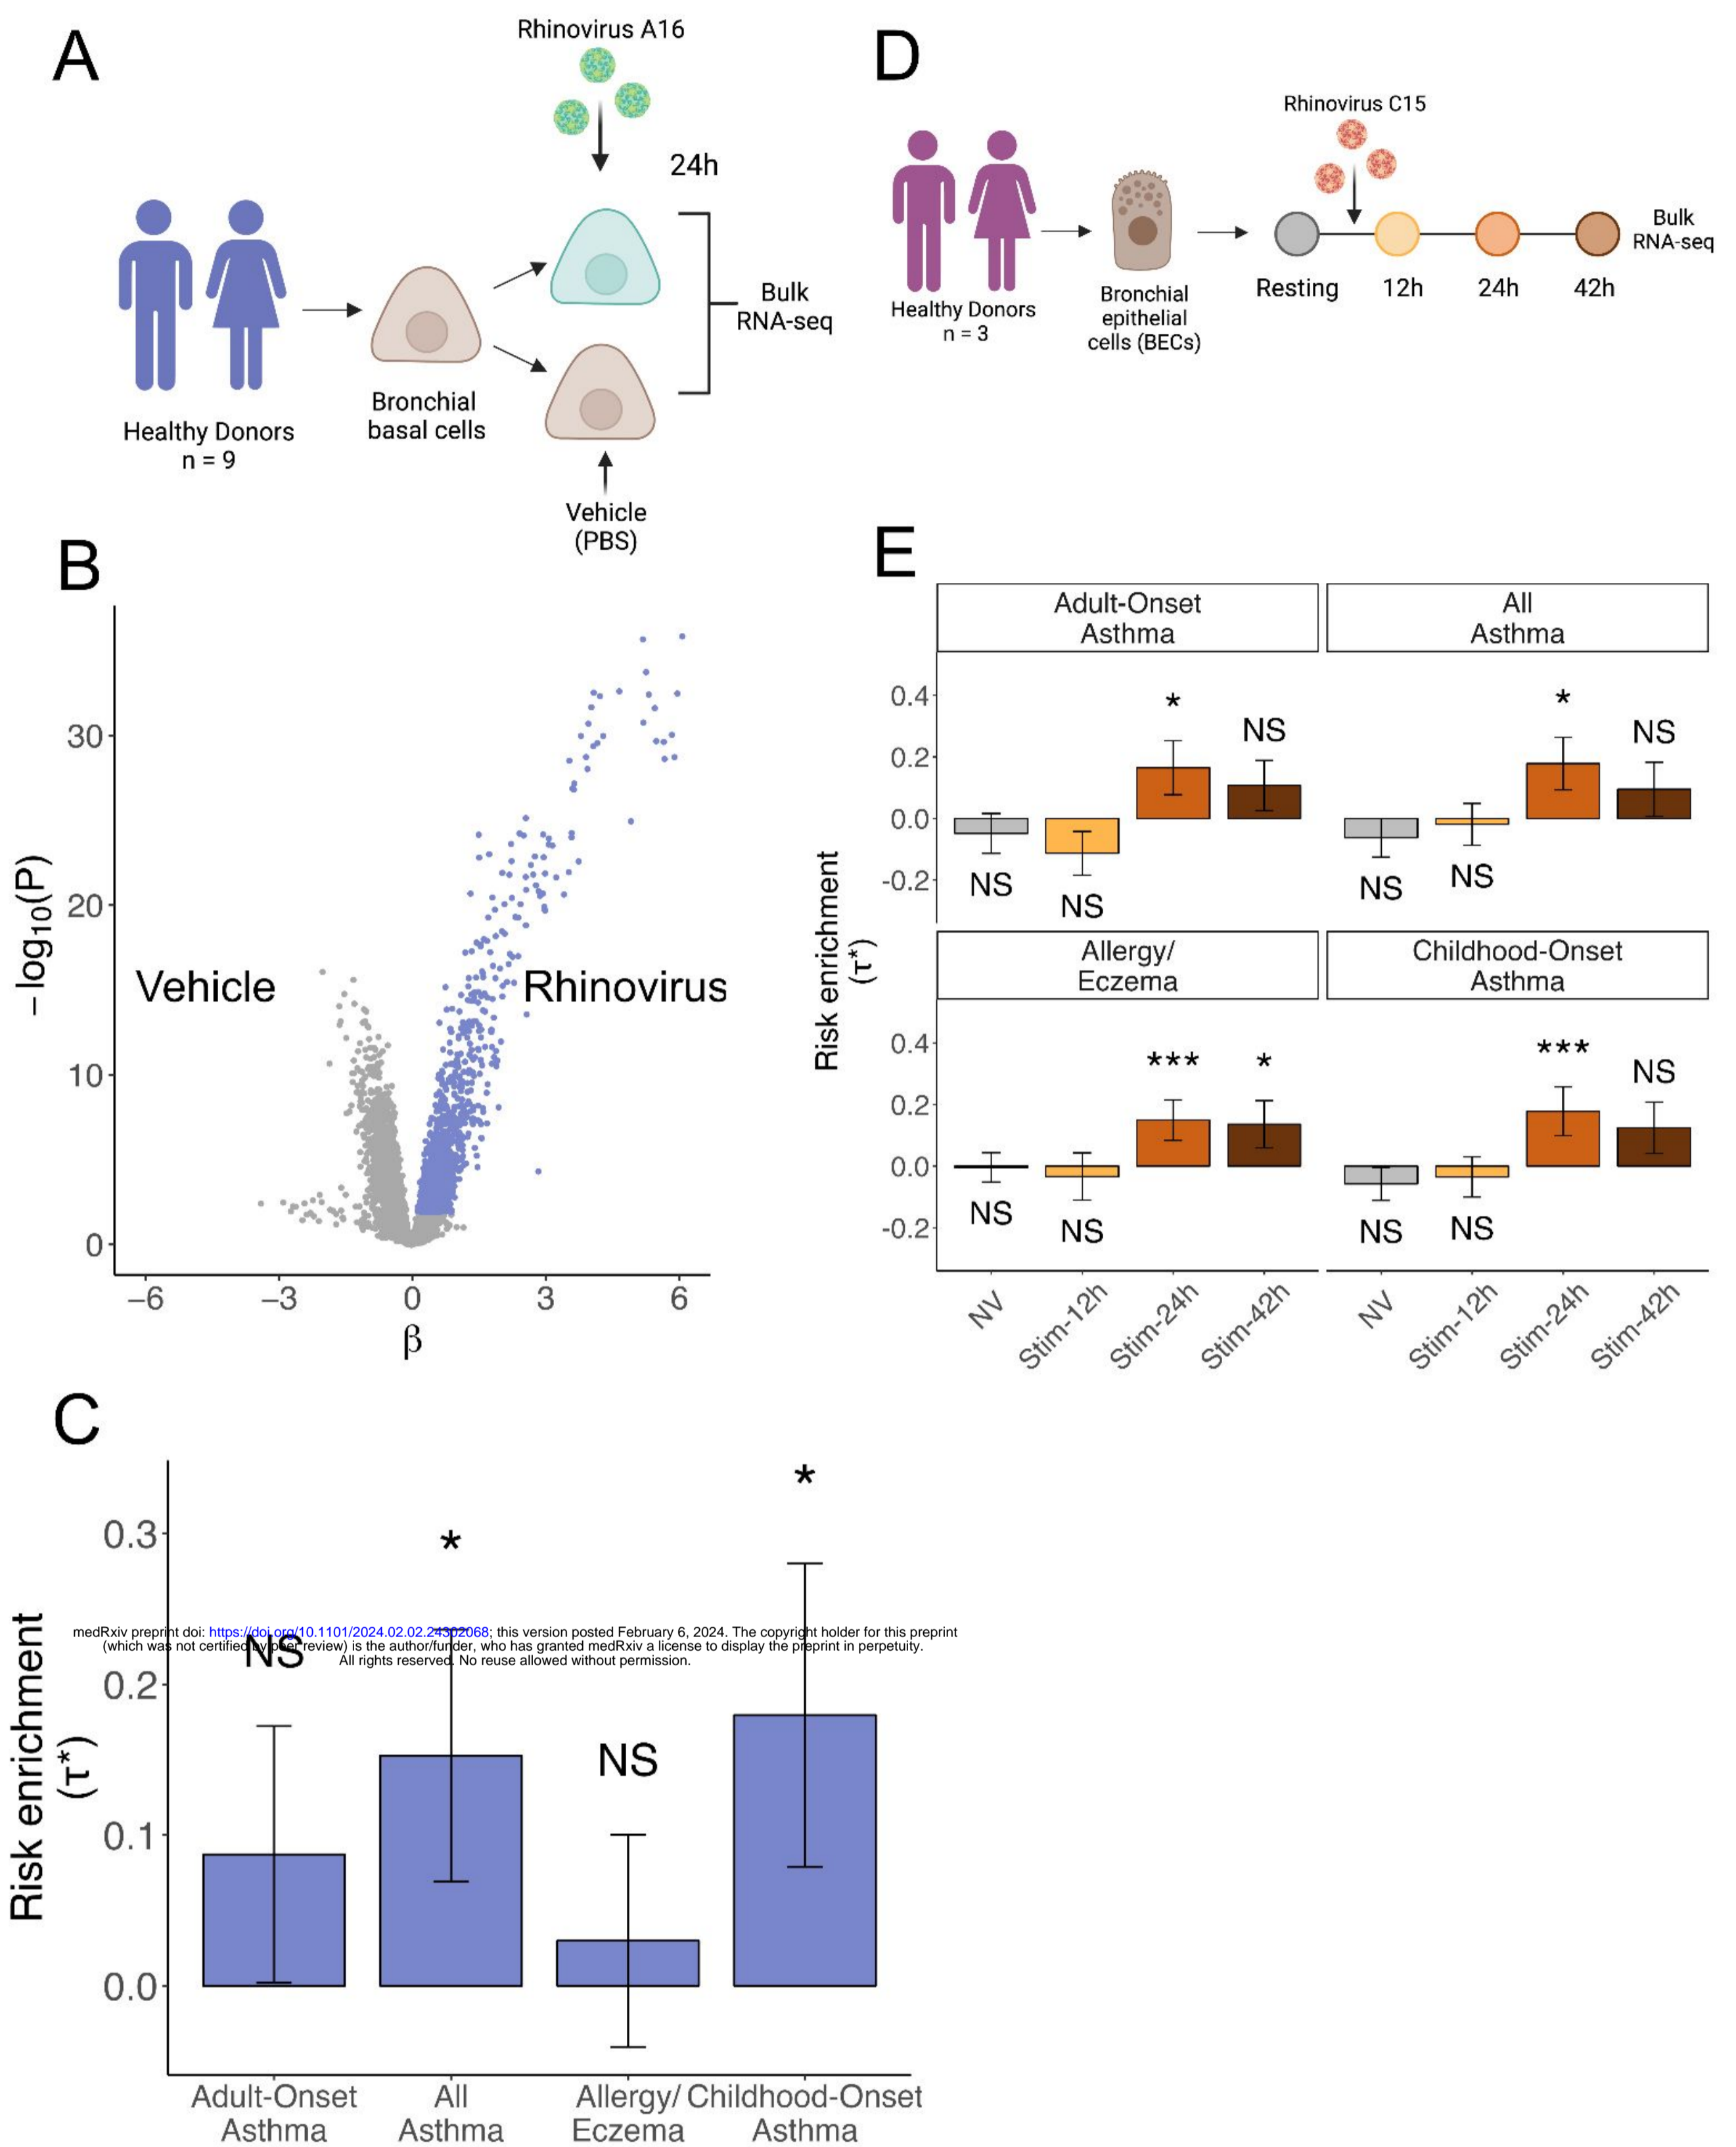 A
Rhinovirus A16
24h
Healthy Donors
n = 9
Bronchial
basal cells
Bulk
RNA-seq
Vehicle
(PBS)
D
Rhinovirus C15
Healthy Donors
n = 3
Bronchial
epithelial
cells (BECs)
Resting
12h
24h
42h
Bulk
RNA-seq
B
−log10(P)
30
20
10
0
Vehicle
Rhinovirus
−6
−3
0
3
6
β
E
Risk enrichment
(τ*)
Adult-Onset
Asthma
0.4
0.2
0.0
-0.2
NS
NS
*
NS
All
Asthma
NS
NS
*
NS
Allergy/
Eczema
0.4
0.2
0.0
-0.2
NS
NS
***
*
Childhood-Onset
Asthma
NS
NS
***
NS
NV
Stim-12h
Stim-24h
Stim-42h
NV
Stim-12h
Stim-24h
Stim-42h
C
Risk enrichment
(τ*)
0.3
0.2
0.1
0.0
NS
*
NS
*
medRxiv preprint doi: https://doi.org/10.1101/2024.02.02.24302068; this version posted February 6, 2024. The copyright holder for this preprint
(which was not certified by peer review) is the author/funder, who has granted medRxiv a license to display the preprint in perpetuity.
All rights reserved. No reuse allowed without permission.
Adult-Onset
Asthma
All
Asthma
Allergy/
Eczema
Childhood-Onset
Asthma